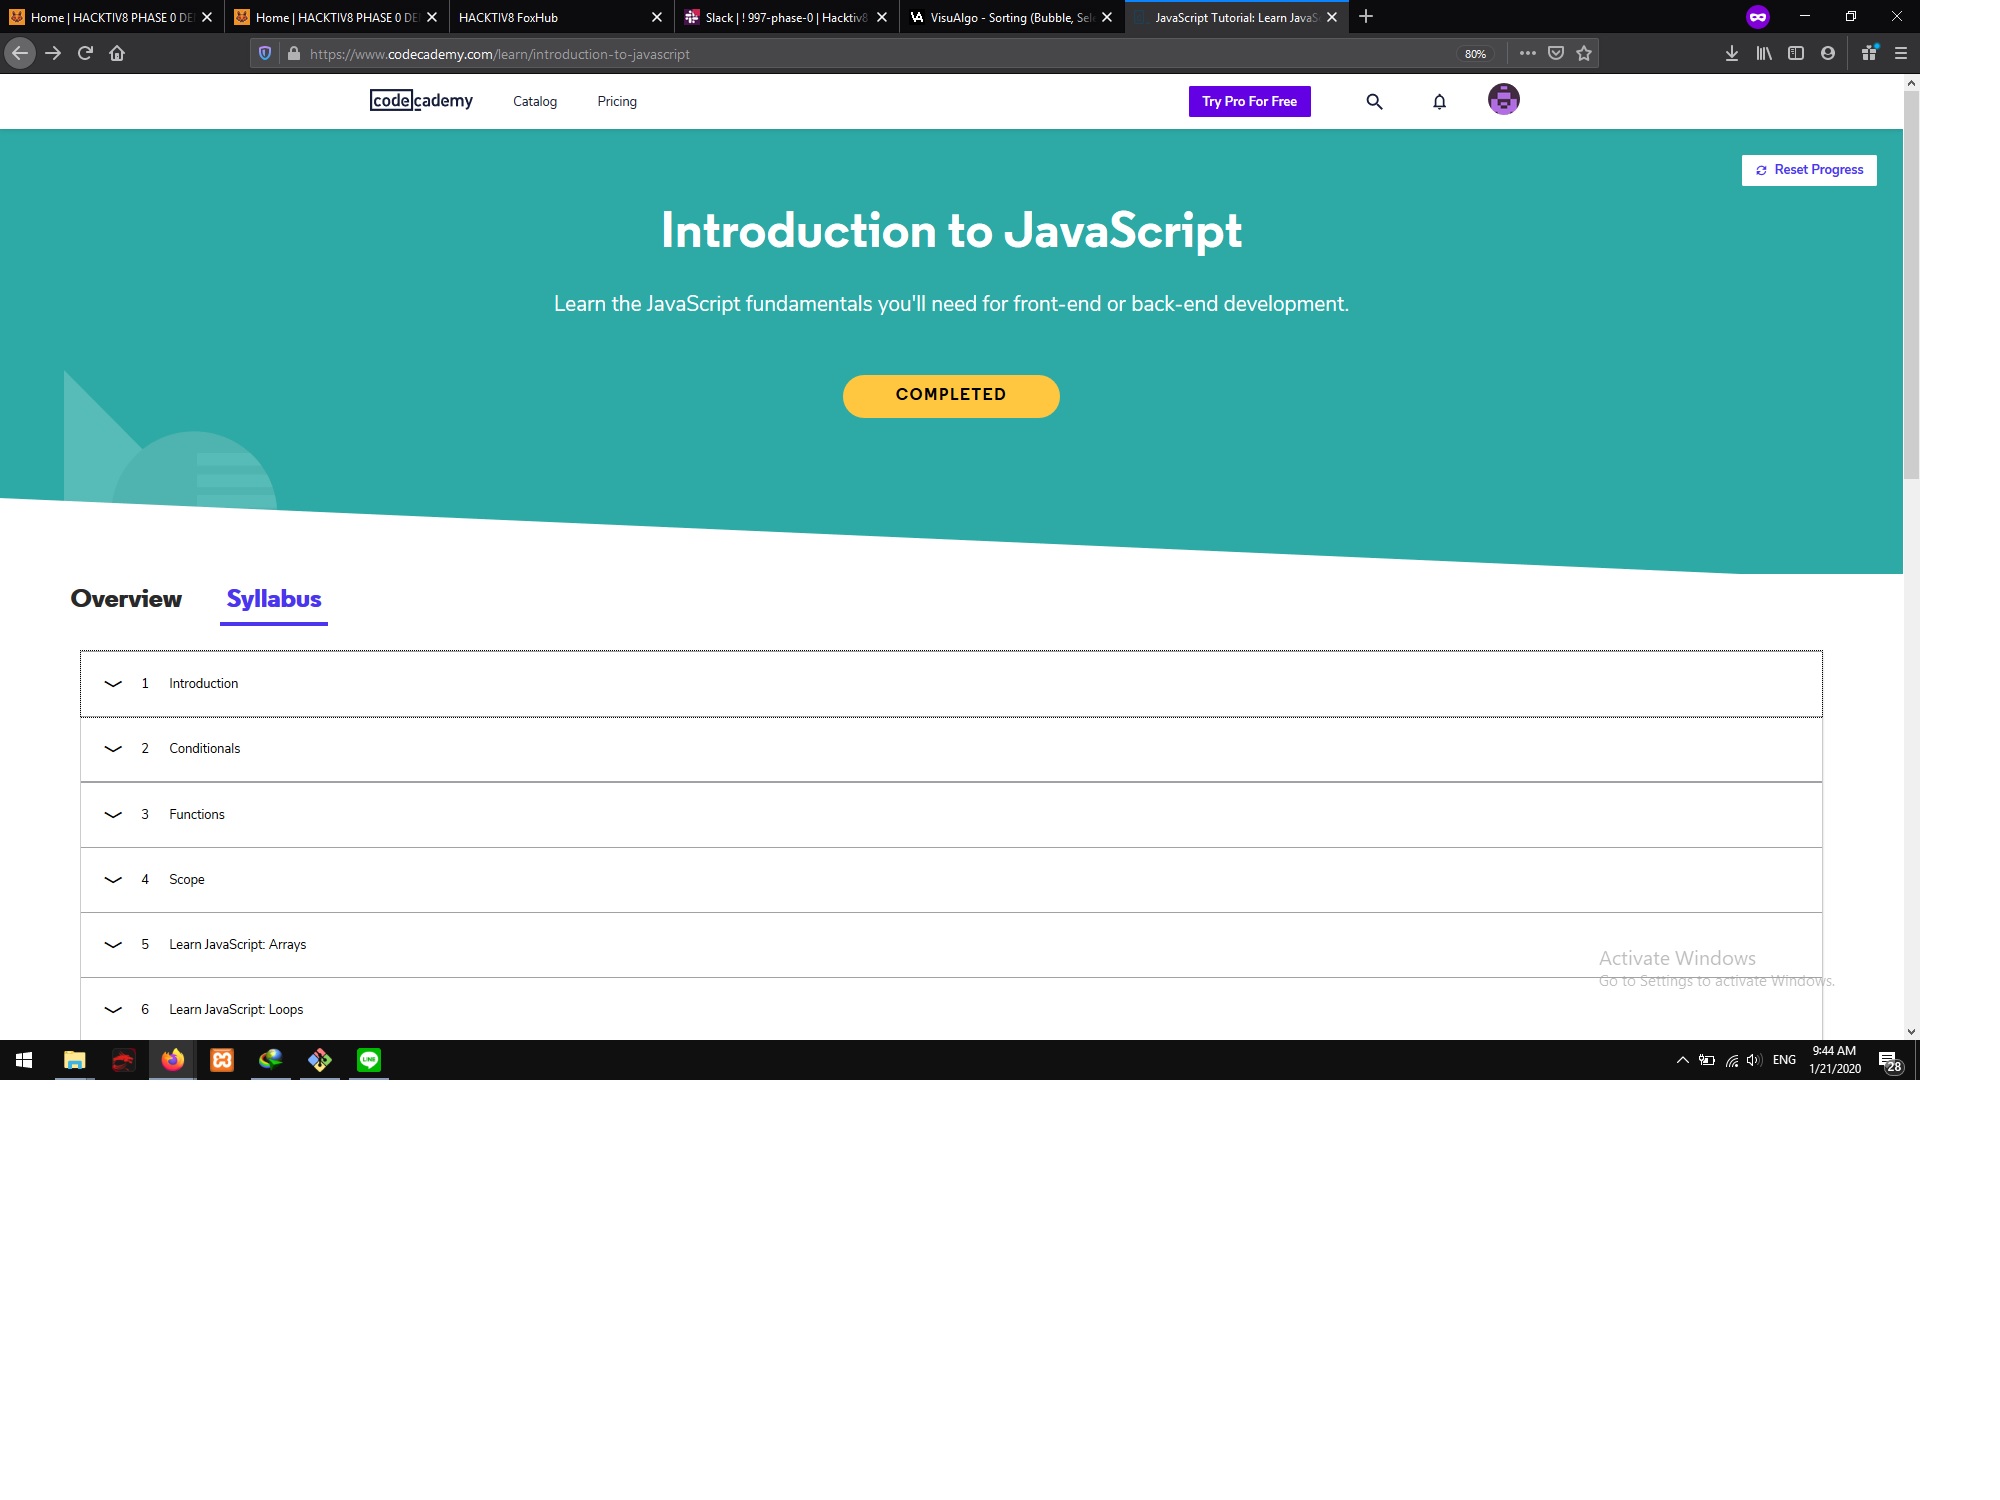 Home | HACKTIV8 PHASE 0 DE
Home | HACKTIV8 PHASE 0 DE
HACKTIV8 FoxHub
Slack | ! 997-phase-0 | Hacktiv8
VisuAlgo - Sorting (Bubble, Sele
JavaScript Tutorial: Learn JavaS
https://www.codecademy.com/learn/introduction-to-javascript
80%
codecademy
Catalog
Pricing
Try Pro For Free
Reset Progress
Introduction to JavaScript
Learn the JavaScript fundamentals you'll need for front-end or back-end development.
COMPLETED
Overview
Syllabus
1 Introduction
2 Conditionals
3 Functions
4 Scope
5 Learn JavaScript: Arrays
6 Learn JavaScript: Loops
Activate Windows
Go to Settings to activate Windows.
LINE
ENG
9:44 AM
1/21/2020
28